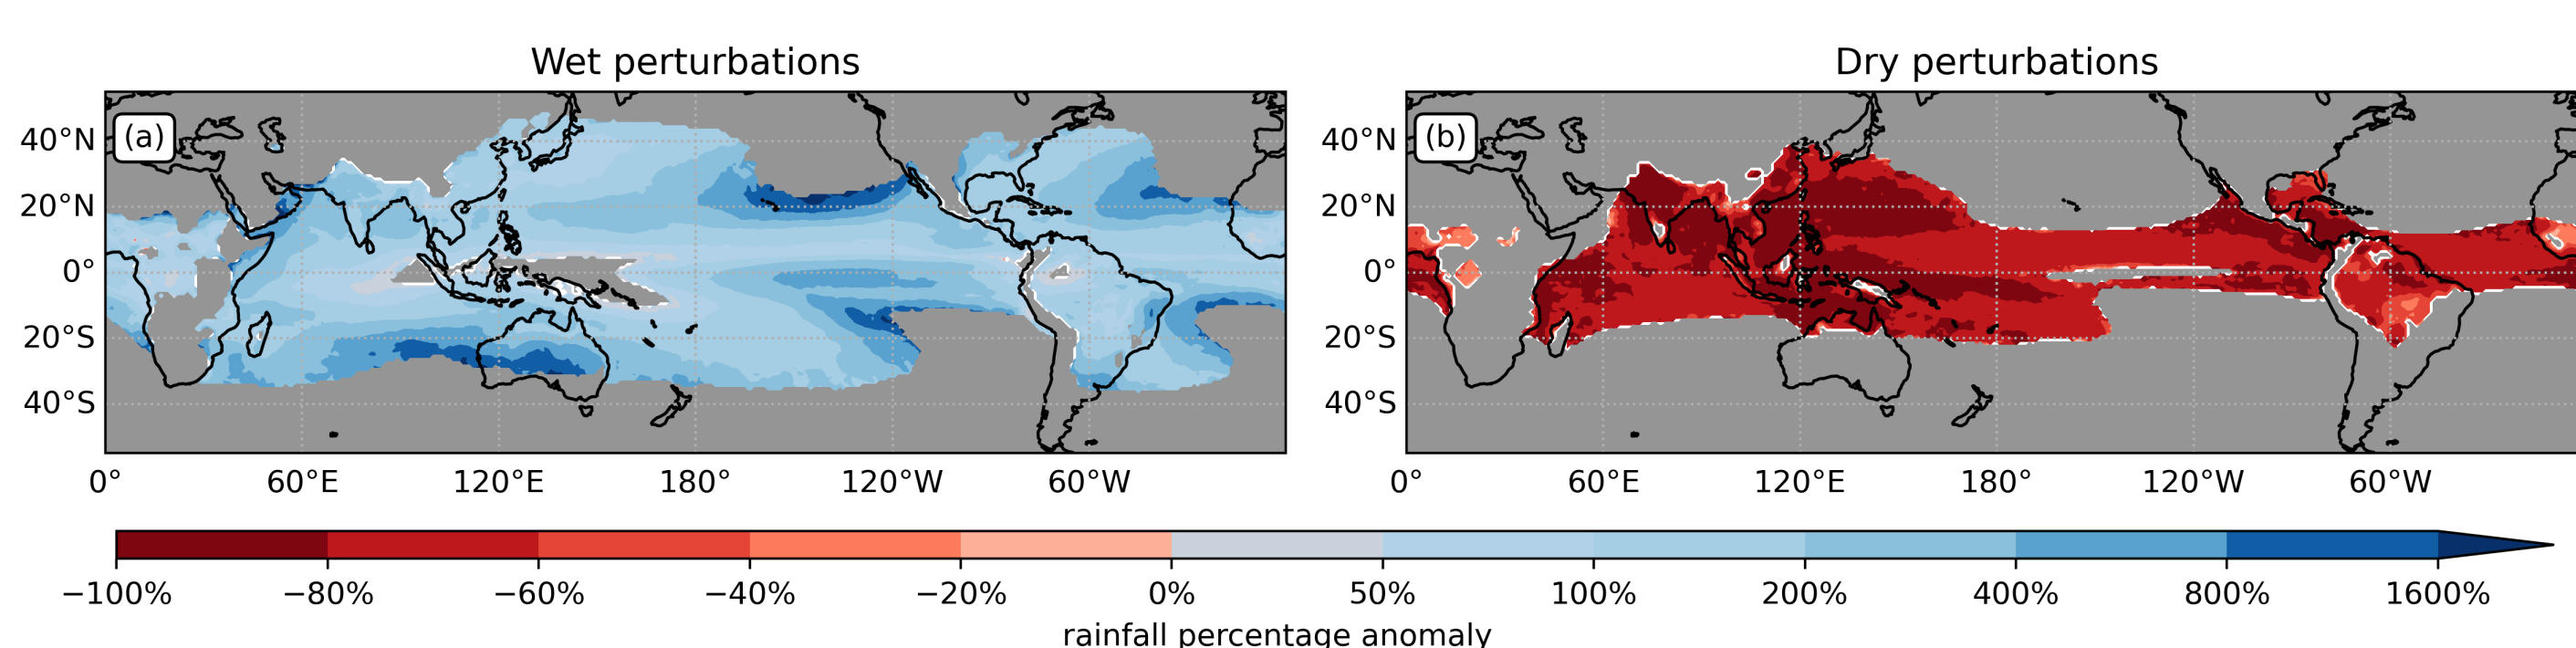 Wet perturbations
Dry perturbations
(a)
(b)
40°N
20°N
0°
20°S
40°S
40°N
20°N
0°
20°S
40°S
0° 60°E 120°E 180° 120°W 60°W
0° 60°E 120°E 180° 120°W 60°W
−100% −80% −60% −40% −20% 0% 50% 100% 200% 400% 800% 1600%
rainfall percentage anomaly